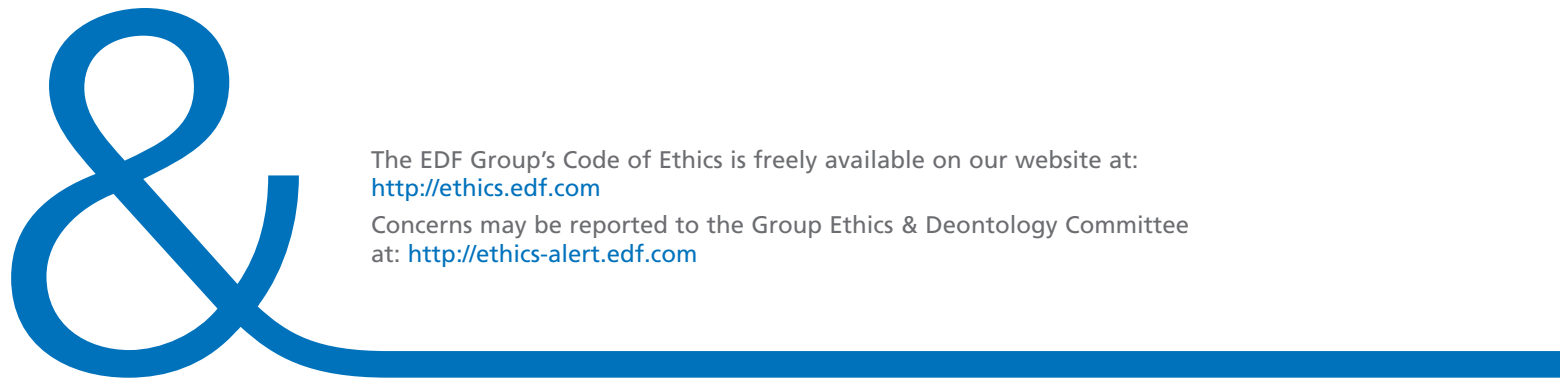 &
The EDF Group's Code of Ethics is freely available on our website at:
http://ethics.edf.com
Concerns may be reported to the Group Ethics & Deontology Committee
at: http://ethics-alert.edf.com